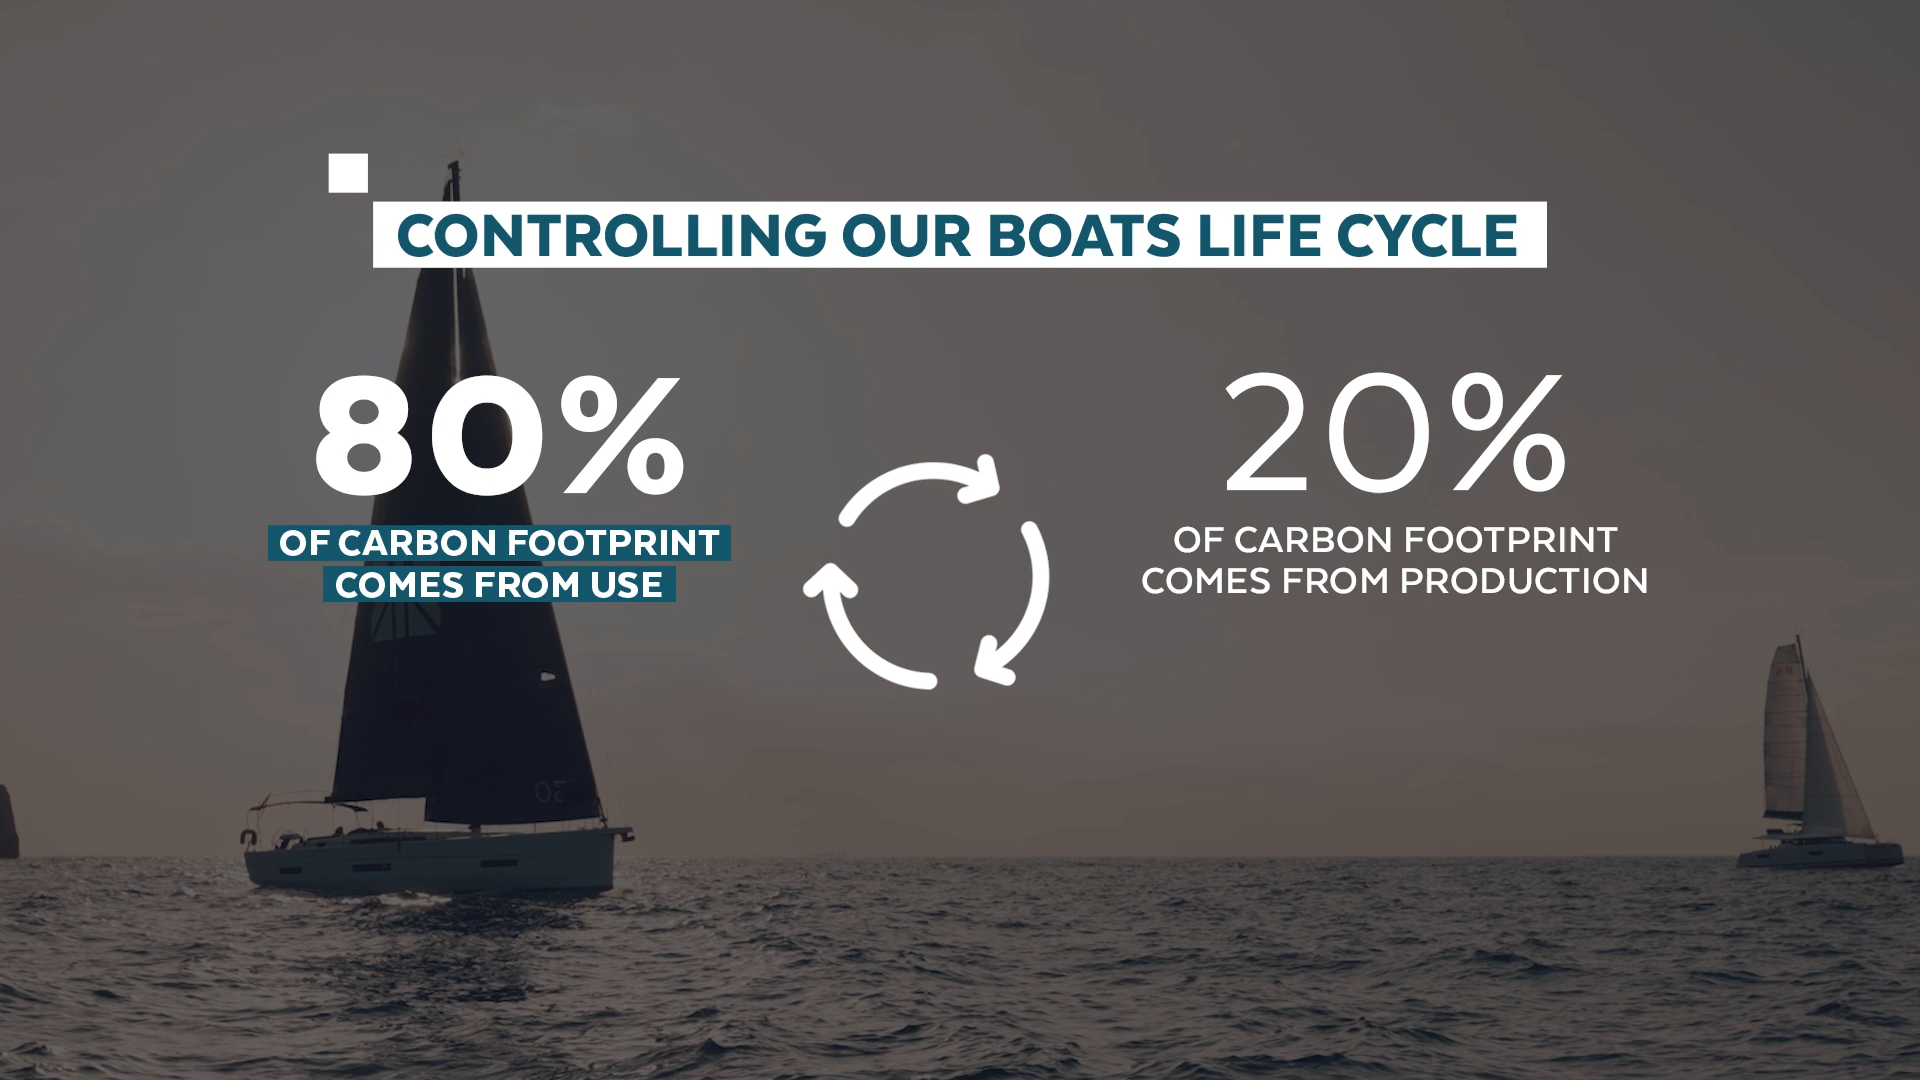 CONTROLLING OUR BOATS LIFE CYCLE
80%
OF CARBON FOOTPRINT
COMES FROM USE
20%
OF CARBON FOOTPRINT
COMES FROM PRODUCTION
30